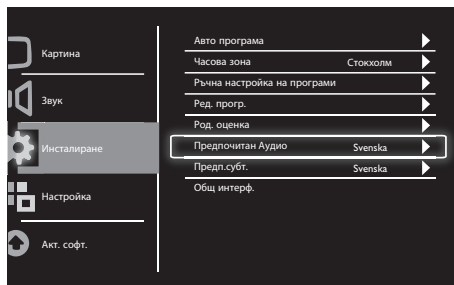 Картина
Звук
Инсталиране
Настройка
Акт. софт.
Авто програма
Часова зона Стокхолм
Ръчна настройка на програми
Ред. прогр.
Род. оценка
Предпочитан Аудио Svenska
Предп.субт. Svenska
Общ интерф.